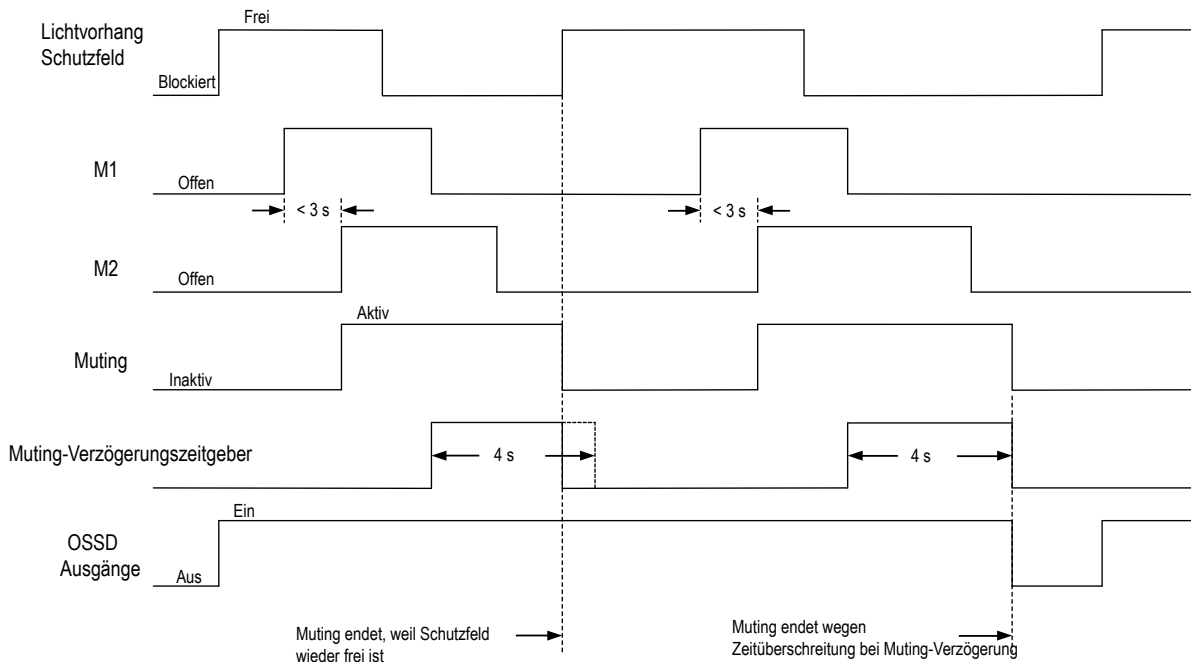 Lichtvorhang
Schutzfeld
Frei
Blockiert
M1
Offen
< 3 s
< 3 s
M2
Offen
Aktiv
Muting
Inaktiv
Muting-Verzögerungszeitgeber
4 s
4 s
Ein
OSSD
Ausgänge
Aus
Muting endet, weil Schutzfeld
wieder frei ist
Muting endet wegen
Zeitüberschreitung bei Muting-Verzögerung